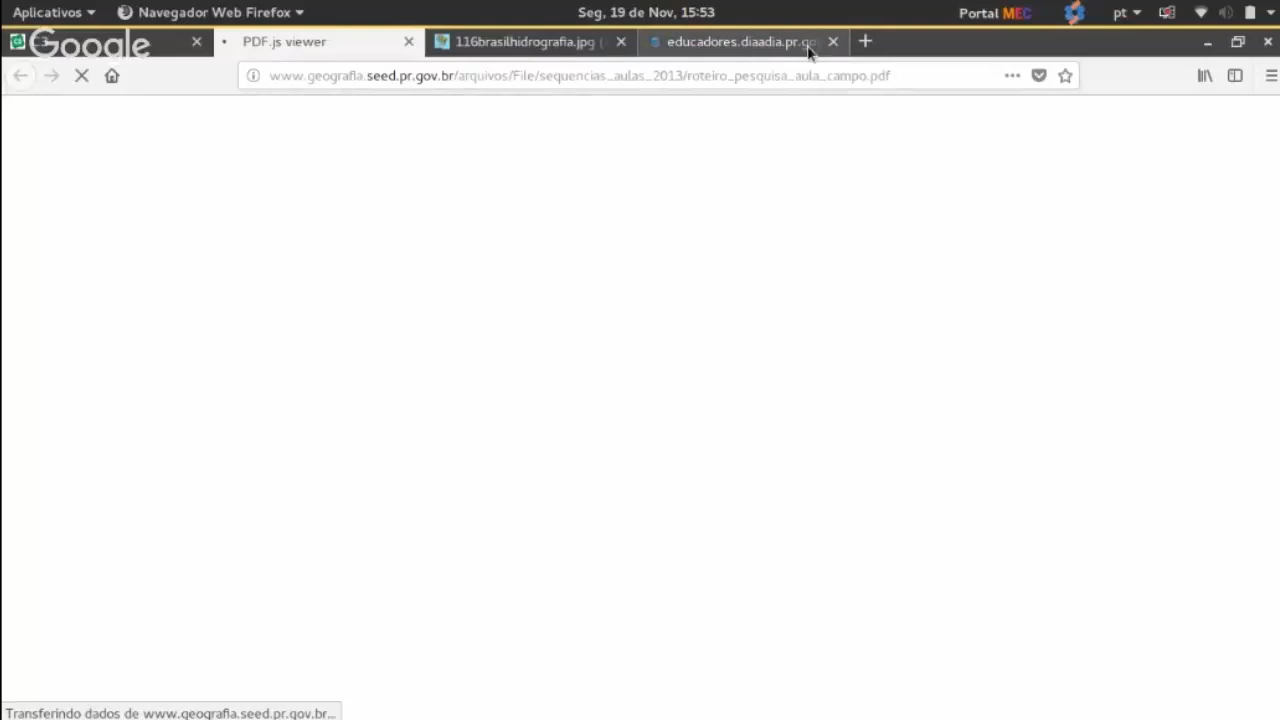 Aplicativos Navegador Web Firefox Seg, 19 de Nov, 15:53 Portal MEC pt
Google PDF.js viewer 116brasilhidrografia.jpg ( educadores.diaadia.pr.go
www.geografia.seed.pr.gov.br/arquivos/File/sequencias_aulas_2013/roteiro_pesquisa_aula_campo.pdf
Transferindo dados de www.geografia.seed.pr.gov.br...